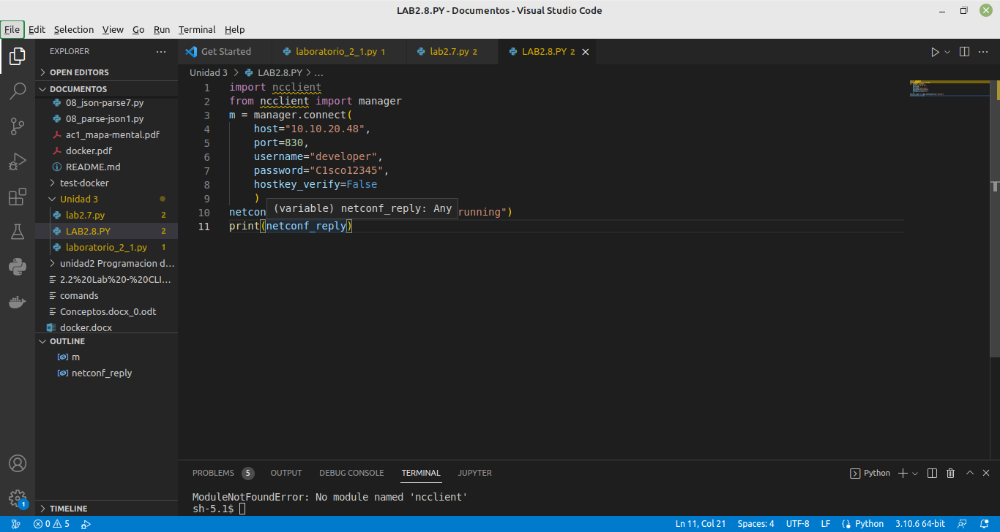 LAB2.8.PY - Documentos - Visual Studio Code
File Edit Selection View Go Run Terminal Help
EXPLORER
OPEN EDITORS
DOCUMENTOS
08_json-parse7.py
08_parse-json1.py
ac1_mapa-mental.pdf
docker.pdf
README.md
test-docker
Unidad 3
lab2.7.py 2
LAB2.8.PY 2
laboratorio_2_1.py 1
unidad2 Programacion d...
2.2%20Lab%20-%20CLI...
comands
Conceptos.docx_0.odt
docker.docx
OUTLINE
m
netconf_reply
TIMELINE
Get Started laboratorio_2_1.py 1 lab2.7.py 2 LAB2.8.PY 2
Unidad 3 > LAB2.8.PY > ...
1 import ncclient
2 from ncclient import manager
3 m = manager.connect(
4 host="10.10.20.48",
5 port=830,
6 username="developer",
7 password="C1sco12345",
8 hostkey_verify=False
9 )
(variable) netconf_reply: Any
10 netcon running")
11 print(netconf_reply)
PROBLEMS 5 OUTPUT DEBUG CONSOLE TERMINAL JUPYTER
Python
ModuleNotFoundError: No module named 'ncclient'
sh-5.1$
1
0 5 Ln 11, Col 21 Spaces: 4 UTF-8 LF Python 3.10.6 64-bit